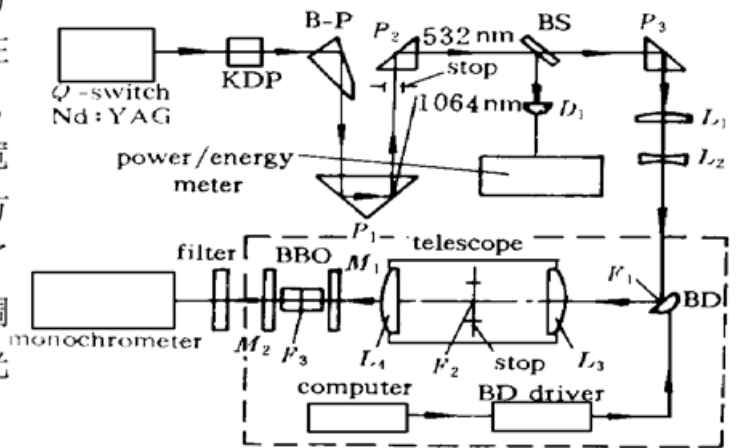 B-P
P₂
532 nm
BS
P₃
KDP
stop
Q-switch
Nd:YAG
1064 nm
D₁
L₁
L₂
power/energy
meter
P₁
telescope
filter
BBO
M₁
F₁
BD
monochrometer
M₂
F₃
L₄
F₂
stop
L₃
computer
BD driver